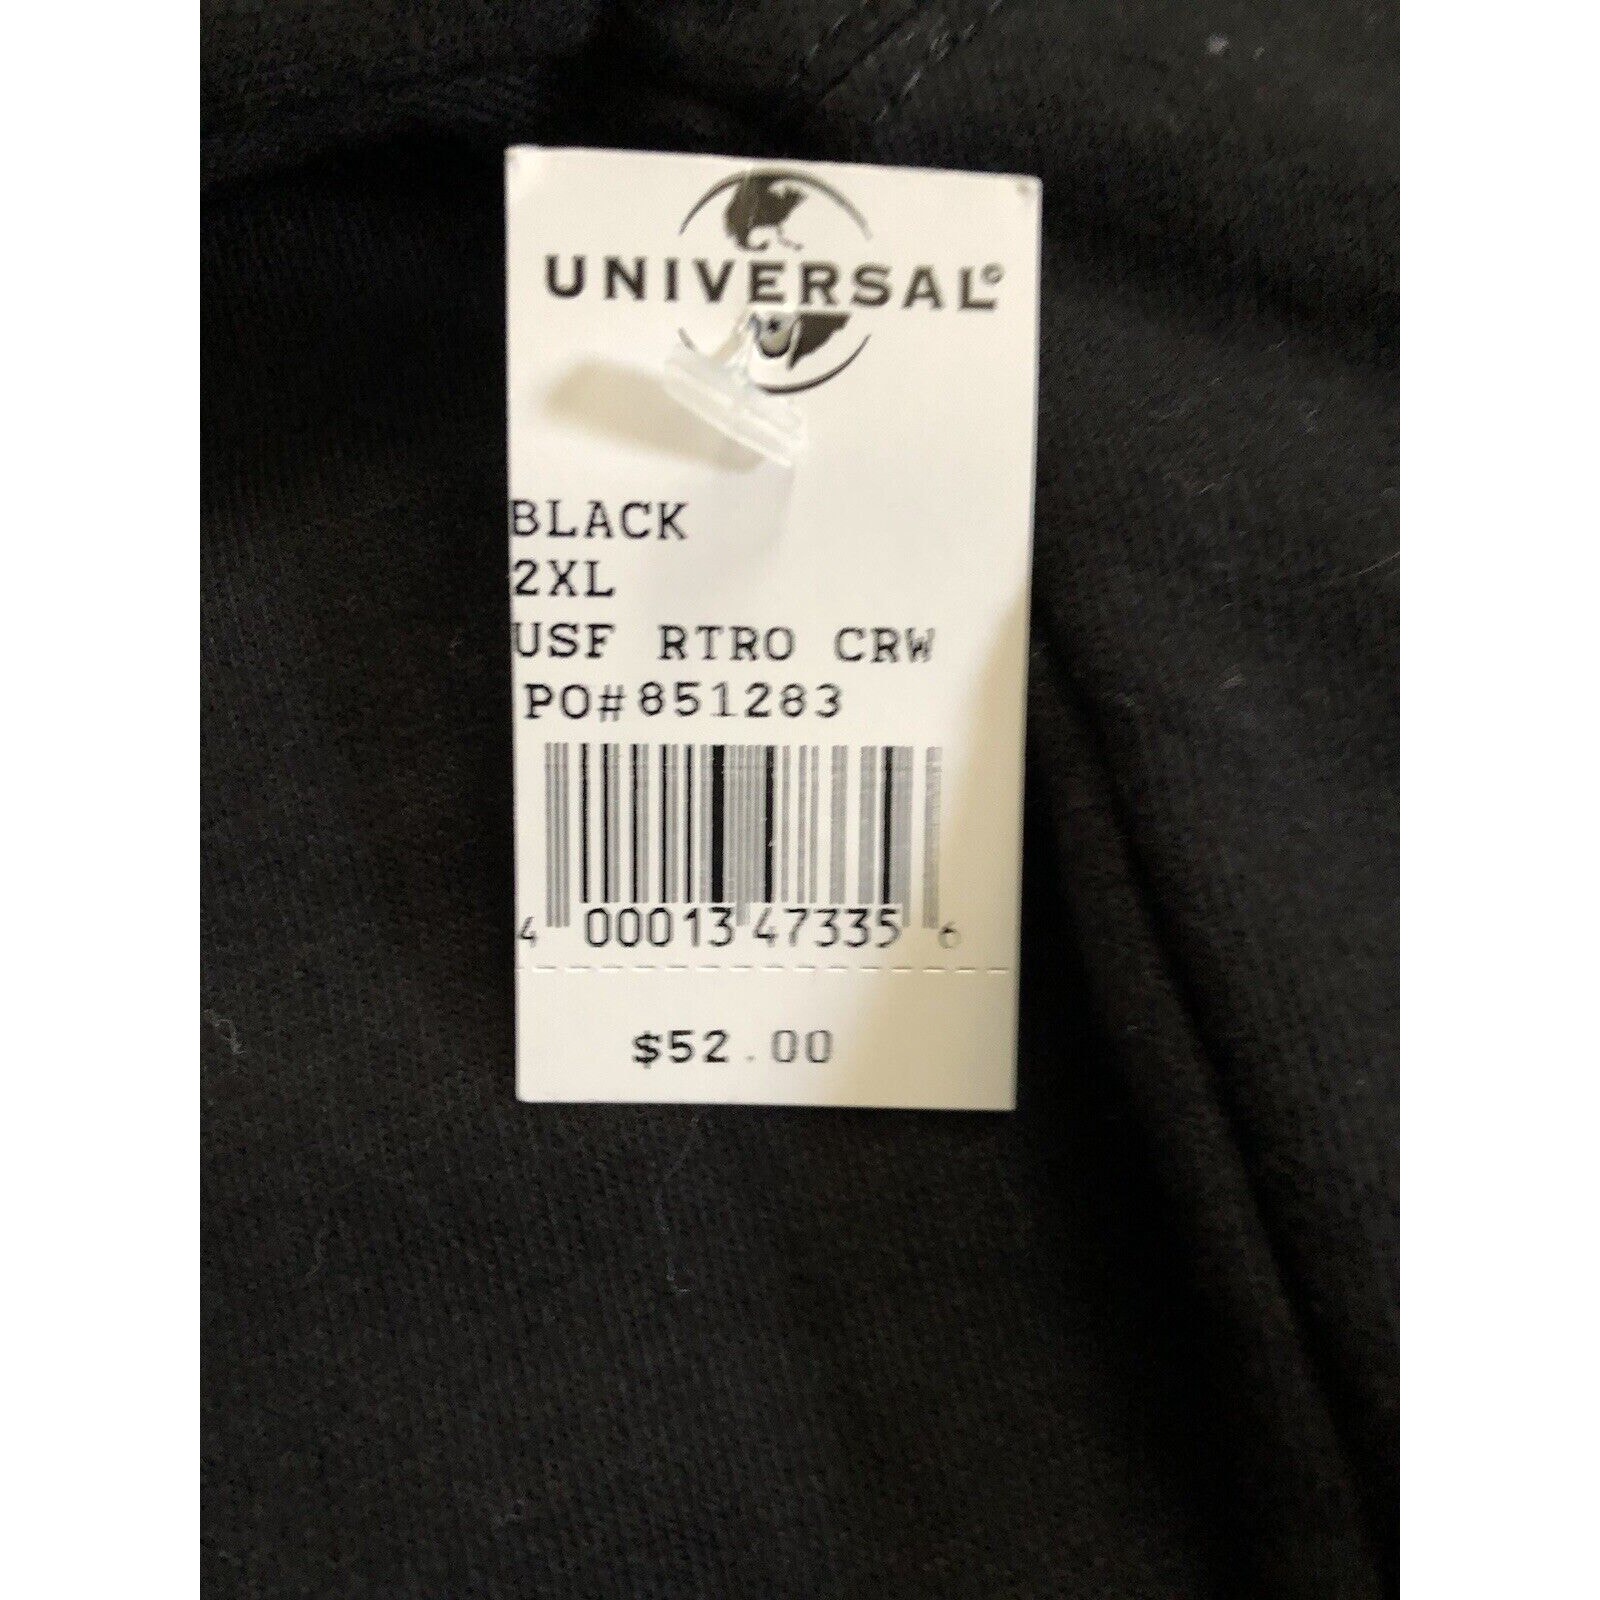 UNIVERSAL
BLACK
2XL
USF RTRO CRW
PO#851283
4 00013 47335 6
$52.00